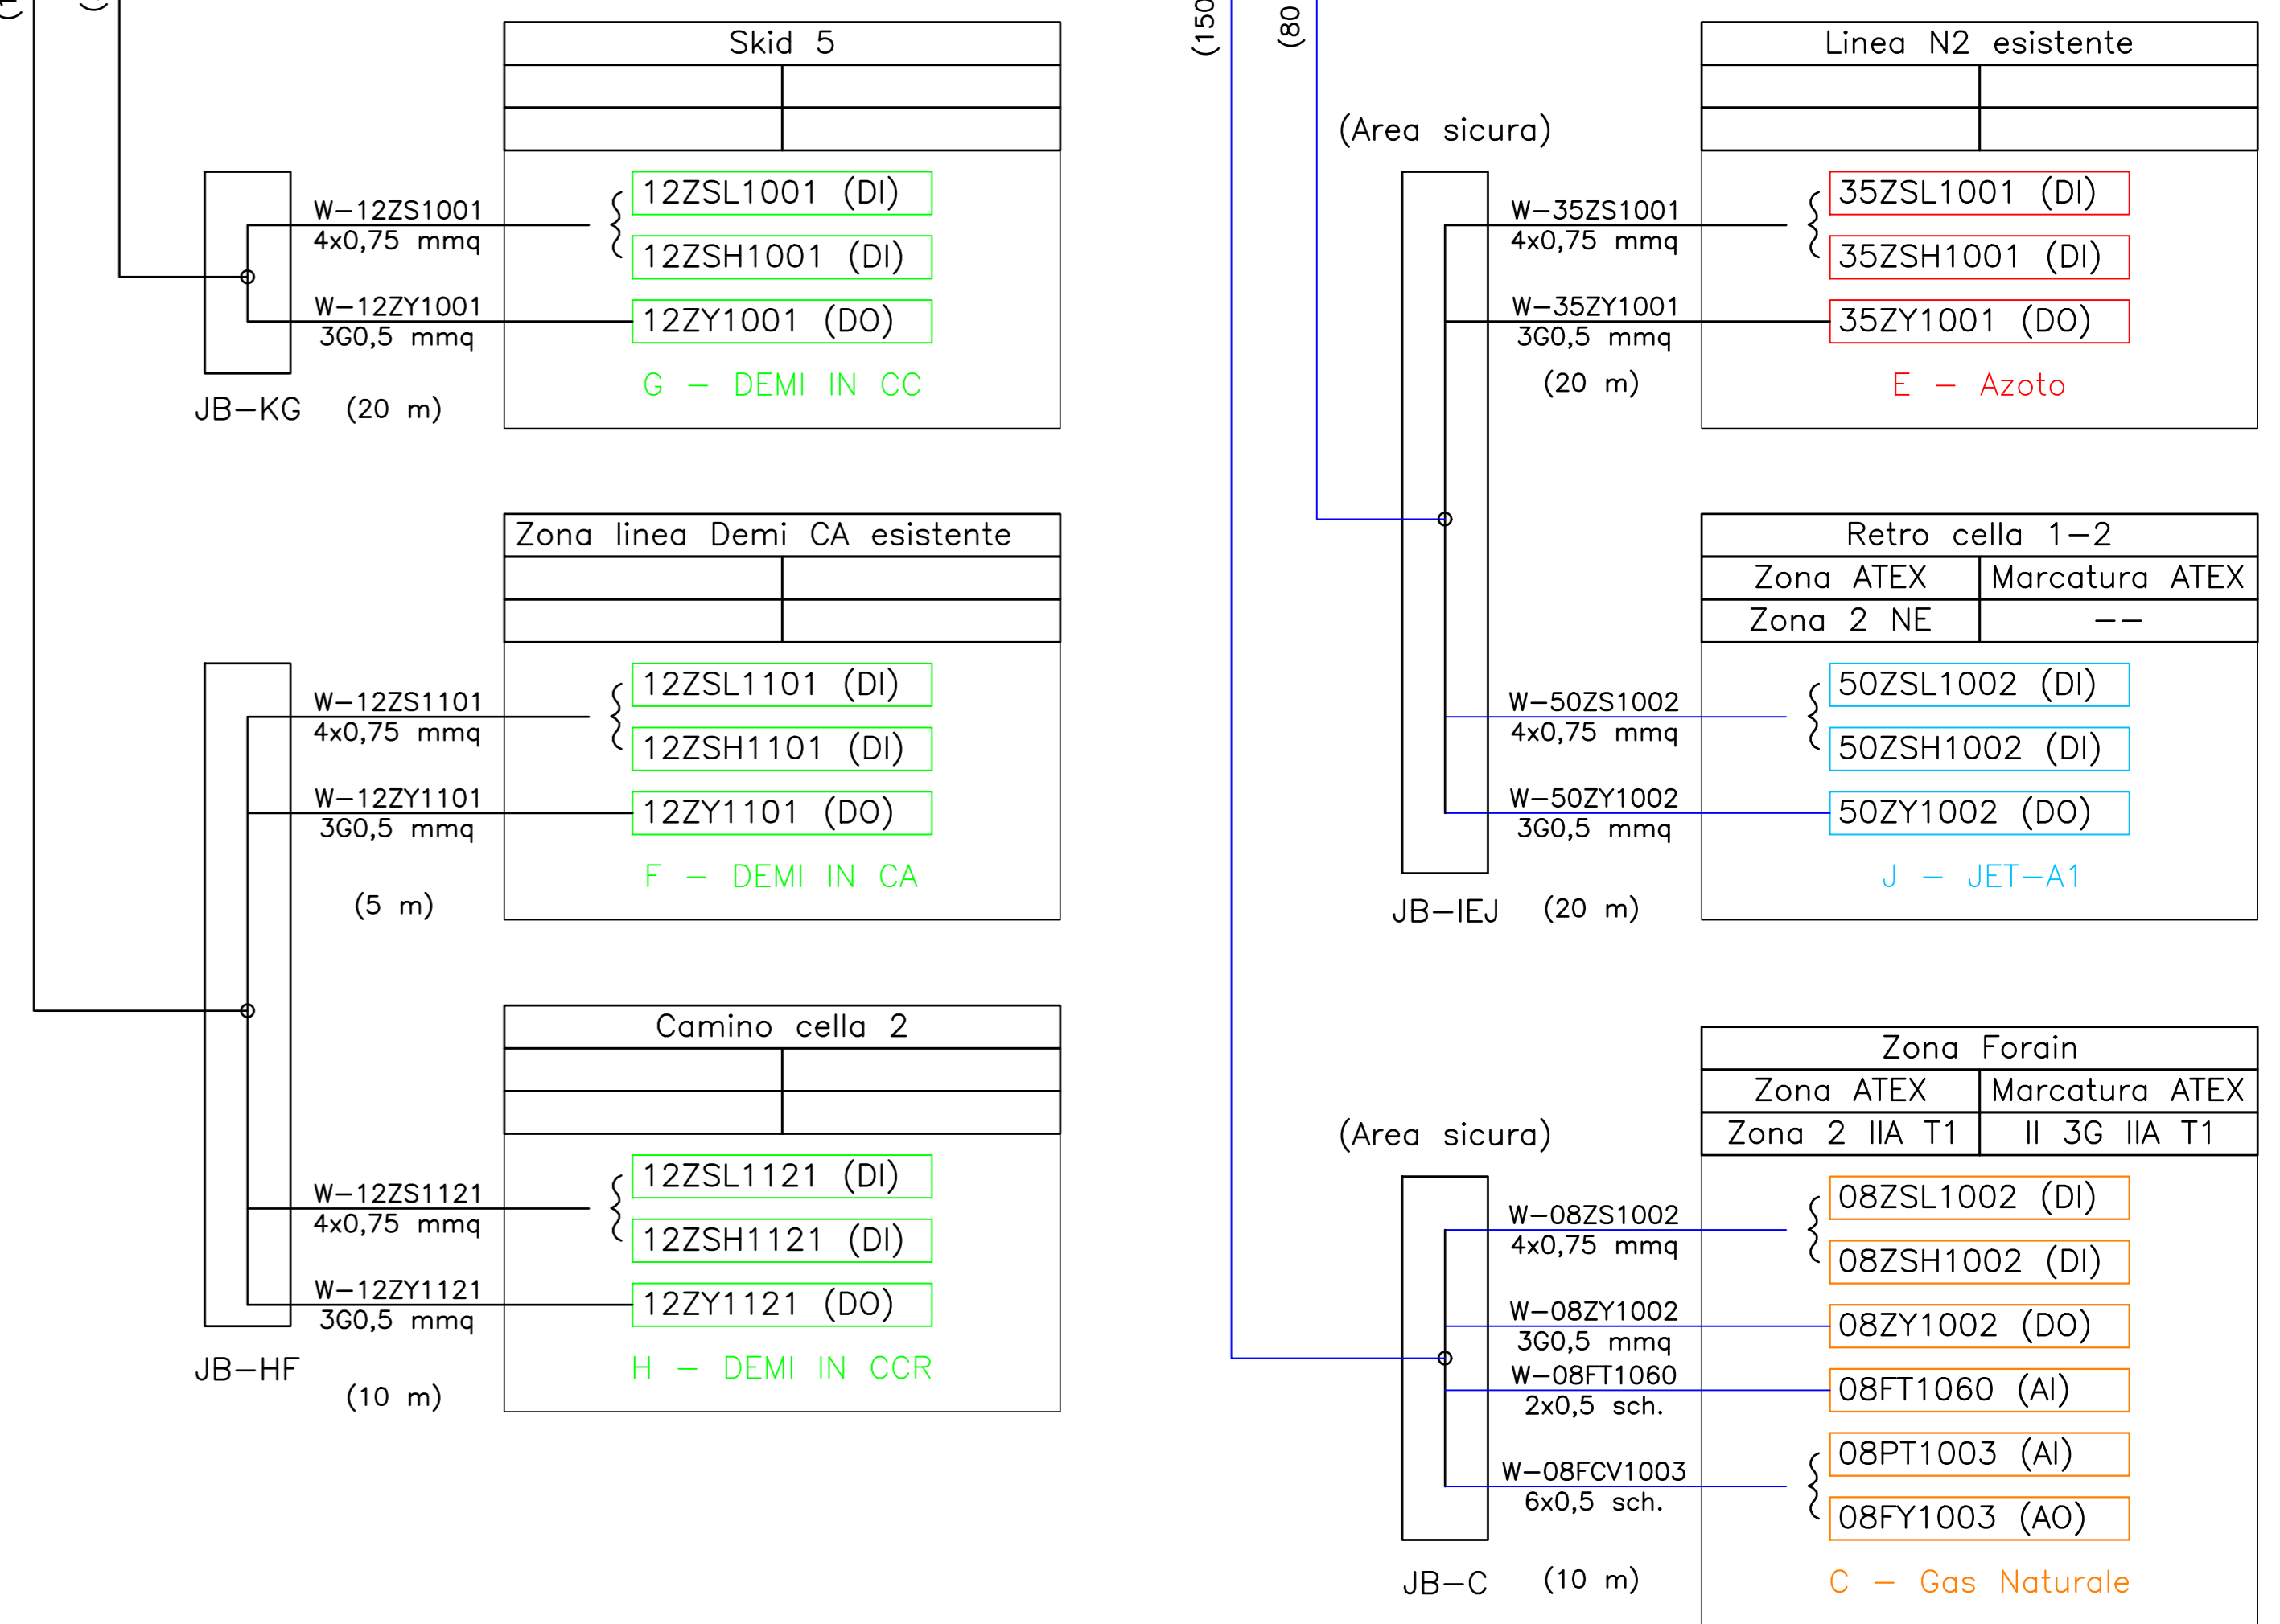 (150
(80
Skid 5
W-12ZS1001
4x0,75 mmq
12ZSL1001 (DI)
12ZSH1001 (DI)
W-12ZY1001
3G0,5 mmq
12ZY1001 (DO)
G - DEMI IN CC
JB-KG (20 m)
Zona linea Demi CA esistente
W-12ZS1101
4x0,75 mmq
12ZSL1101 (DI)
12ZSH1101 (DI)
W-12ZY1101
3G0,5 mmq
12ZY1101 (DO)
F - DEMI IN CA
(5 m)
Camino cella 2
W-12ZS1121
4x0,75 mmq
12ZSL1121 (DI)
12ZSH1121 (DI)
W-12ZY1121
3G0,5 mmq
12ZY1121 (DO)
H - DEMI IN CCR
JB-HF
(10 m)
Linea N2 esistente
(Area sicura)
W-35ZS1001
4x0,75 mmq
35ZSL1001 (DI)
35ZSH1001 (DI)
W-35ZY1001
3G0,5 mmq
35ZY1001 (DO)
(20 m)
E - Azoto
Retro cella 1-2
Zona ATEX Marcatura ATEX
Zona 2 NE --
W-50ZS1002
4x0,75 mmq
50ZSL1002 (DI)
50ZSH1002 (DI)
W-50ZY1002
3G0,5 mmq
50ZY1002 (DO)
J - JET-A1
JB-IEJ (20 m)
Zona Forain
Zona ATEX Marcatura ATEX
Zona 2 IIA T1 II 3G IIA T1
(Area sicura)
W-08ZS1002
4x0,75 mmq
08ZSL1002 (DI)
08ZSH1002 (DI)
W-08ZY1002
3G0,5 mmq
08ZY1002 (DO)
W-08FT1060
2x0,5 sch.
08FT1060 (AI)
W-08FCV1003
6x0,5 sch.
08PT1003 (AI)
08FY1003 (AO)
JB-C (10 m)
C - Gas Naturale